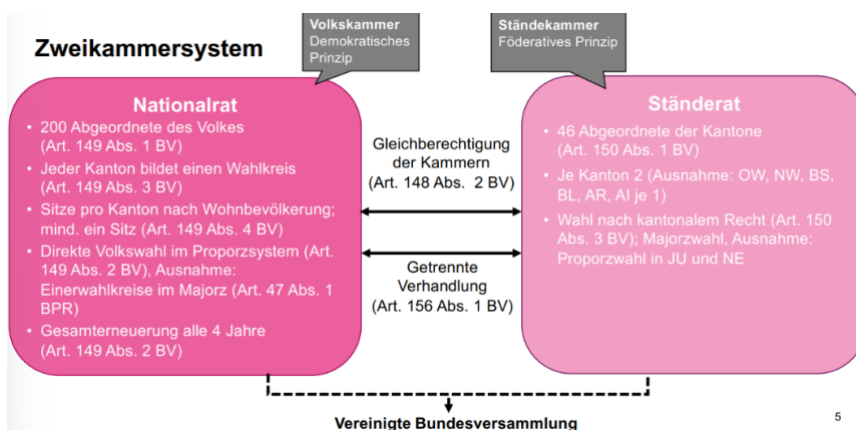 Zweikammersystem
Volkskammer
Demokratisches
Prinzip
Ständekammer
Föderatives Prinzip
Nationalrat
• 200 Abgeordnete des Volkes
(Art. 149 Abs. 1 BV)
• Jeder Kanton bildet einen Wahlkreis
(Art. 149 Abs. 3 BV)
• Sitze pro Kanton nach Wohnbevölkerung;
mind. ein Sitz (Art. 149 Abs. 4 BV)
• Direkte Volkswahl im Proporzsystem (Art.
149 Abs. 2 BV), Ausnahme:
Einerwahlkreise im Majorz (Art. 47 Abs. 1
BPR)
• Gesamterneuerung alle 4 Jahre
(Art. 149 Abs. 2 BV)
Gleichberechtigung
der Kammern
(Art. 148 Abs. 2 BV)
Getrennte
Verhandlung
(Art. 156 Abs. 1 BV)
Ständerat
• 46 Abgeordnete der Kantone
(Art. 150 Abs. 1 BV)
• Je Kanton 2 (Ausnahme: OW, NW, BS,
BL, AR, AI je 1)
• Wahl nach kantonalem Recht (Art. 150
Abs. 3 BV); Majorzwahl, Ausnahme:
Proporzwahl in JU und NE
Vereinigte Bundesversammlung
5